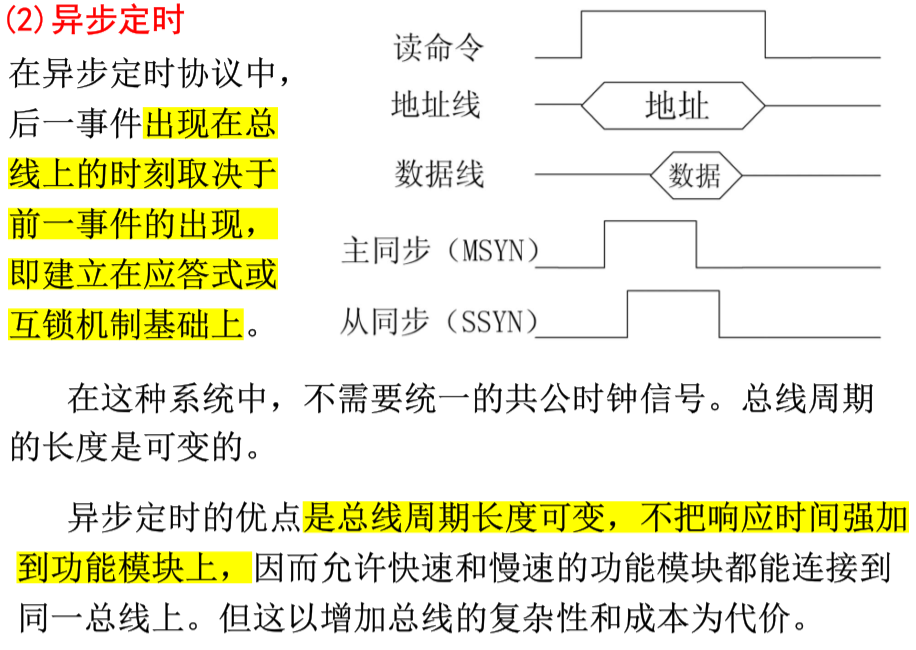 (2)异步定时
在异步定时协议中，
后一事件出现在总
线上的时刻取决于
前一事件的出现，
即建立在应答式或
互锁机制基础上。
读命令
地址线
地址
数据线
数据
主同步（MSYN）
从同步（SSYN）
在这种系统中，不需要统一的共公时钟信号。总线周期
的长度是可变的。
异步定时的优点是总线周期长度可变，不把响应时间强加
到功能模块上，因而允许快速和慢速的功能模块都能连接到
同一总线上。但这以增加总线的复杂性和成本为代价。